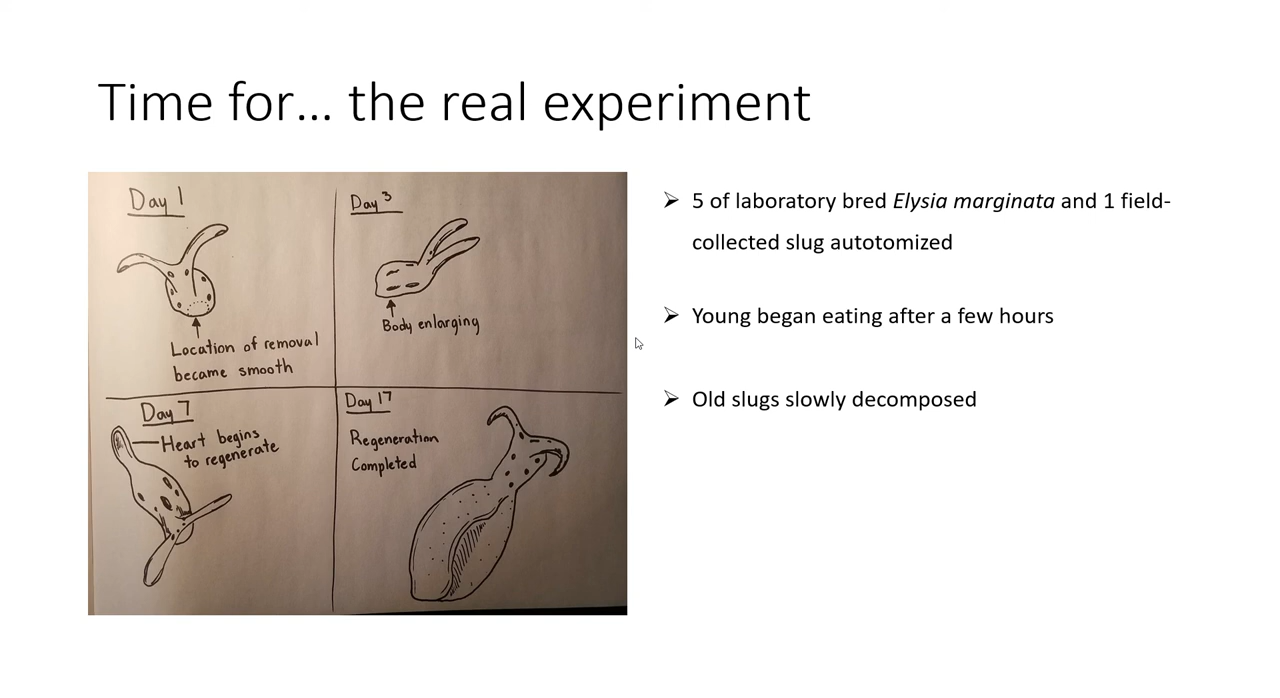 Time for... the real experiment
Day 1
Location of removal
became smooth
Day 3
Body enlarging
Day 7
Heart begins
to regenerate
Day 17
Regeneration
Completed
➢ 5 of laboratory bred Elysia marginata and 1 field-
collected slug autotomized
➢ Young began eating after a few hours
➢ Old slugs slowly decomposed